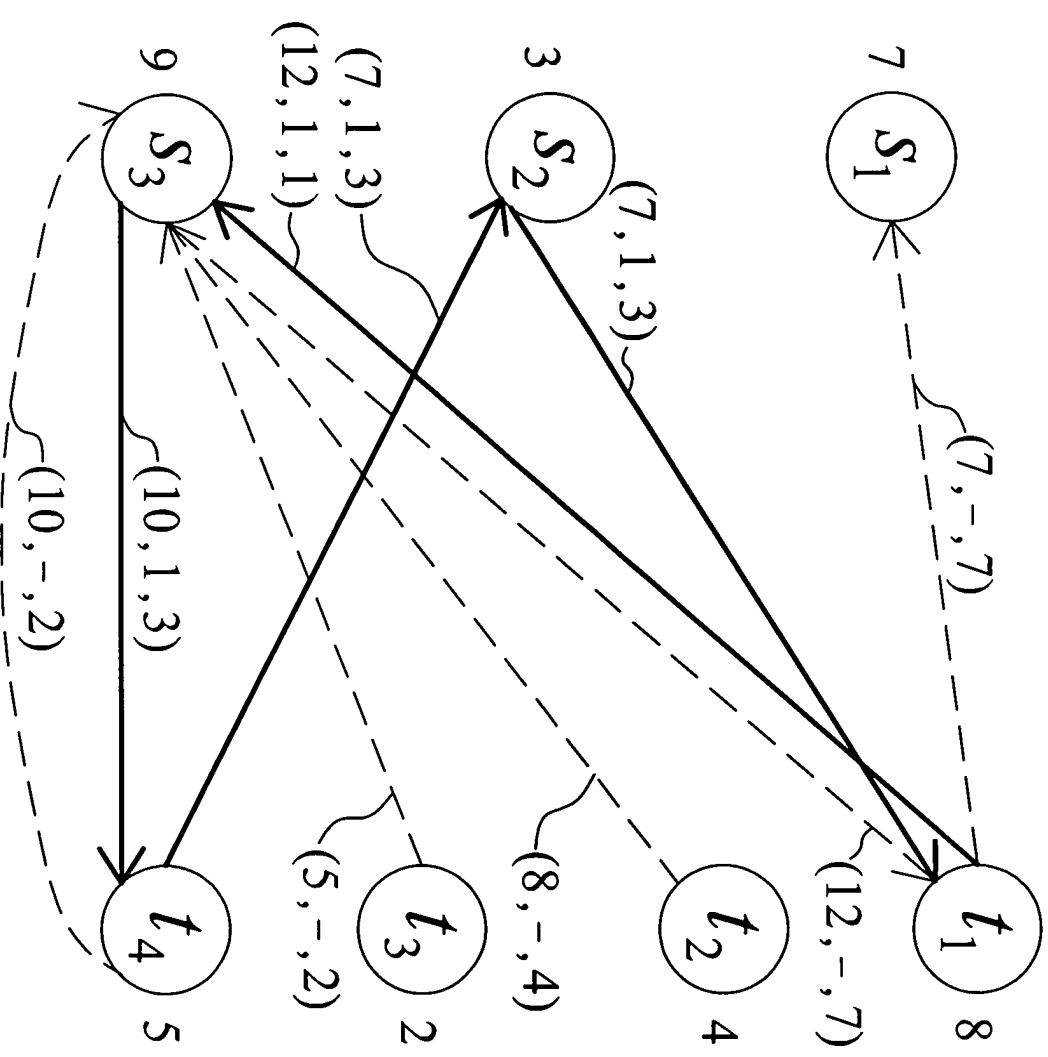 (7,-,7)
t1 8
7 s1
(12,-,7)
t2 4
(7,1,3)
3 s2
(8,-,4)
t3 2
(7,1,3)
(5,-,2)
(12,1,1)
9 s3
(10,1,3)
t4 5
(10,-,2)